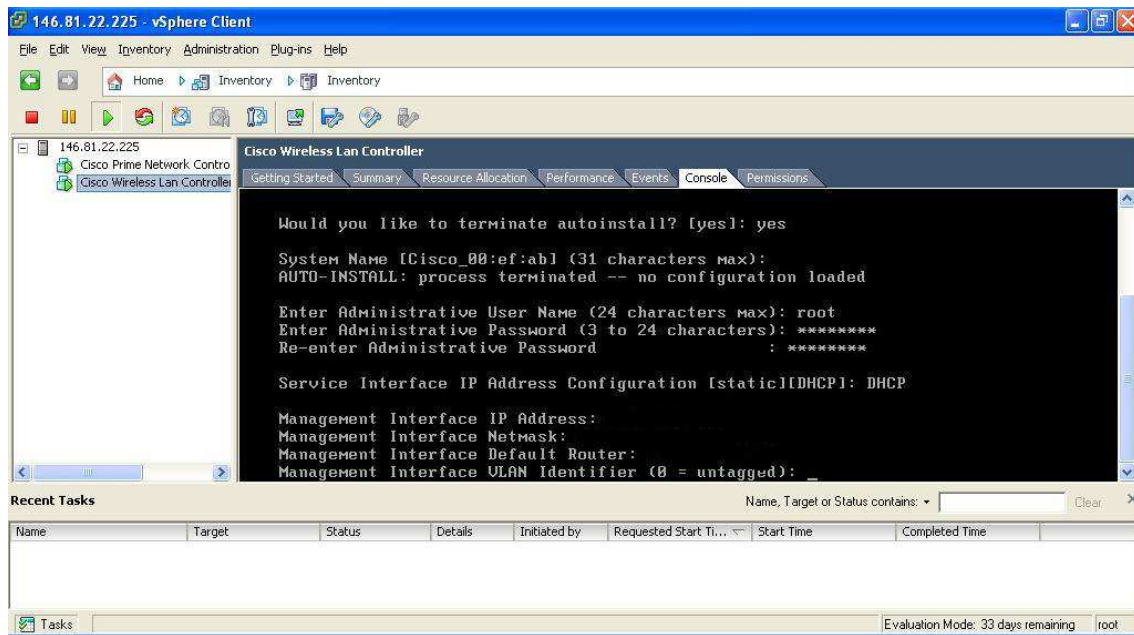 146.81.22.225 - vSphere Client
File Edit View Inventory Administration Plug-ins Help
Home Inventory Inventory
146.81.22.225
Cisco Prime Network Contro
Cisco Wireless Lan Controller
Cisco Wireless Lan Controller
Getting Started Summary Resource Allocation Performance Events Console Permissions
Would you like to terminate autoinstall? [yes]: yes
System Name [Cisco_00:ef:ab] (31 characters max):
AUTO-INSTALL: process terminated -- no configuration loaded
Enter Administrative User Name (24 characters max): root
Enter Administrative Password (3 to 24 characters): ********
Re-enter Administrative Password : ********
Service Interface IP Address Configuration [static][DHCP]: DHCP
Management Interface IP Address:
Management Interface Netmask:
Management Interface Default Router:
Management Interface VLAN Identifier (0 = untagged): _
Recent Tasks
Name, Target or Status contains: Clear
Name Target Status Details Initiated by Requested Start Ti... Start Time Completed Time
Tasks
Evaluation Mode: 33 days remaining root